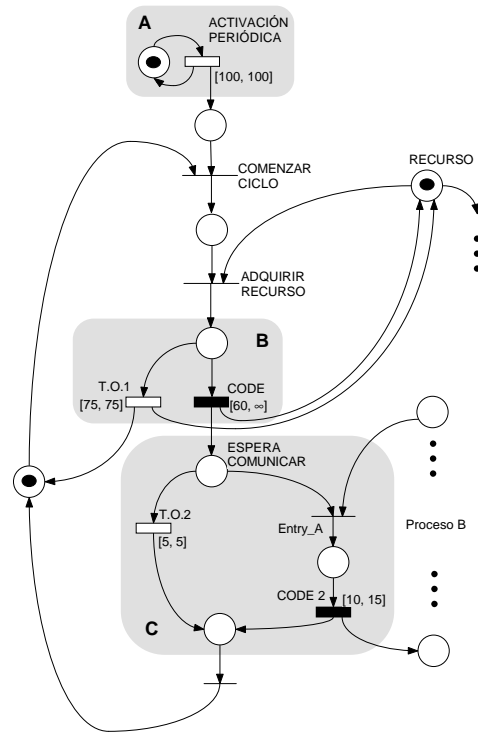 A
ACTIVACIÓN
PERIÓDICA
[100, 100]
COMENZAR
CICLO
RECURSO
ADQUIRIR
RECURSO
B
T.O.1
[75, 75]
CODE
[60, ∞]
ESPERA
COMUNICAR
T.O.2
[5, 5]
Entry_A
Proceso B
CODE 2
[10, 15]
C